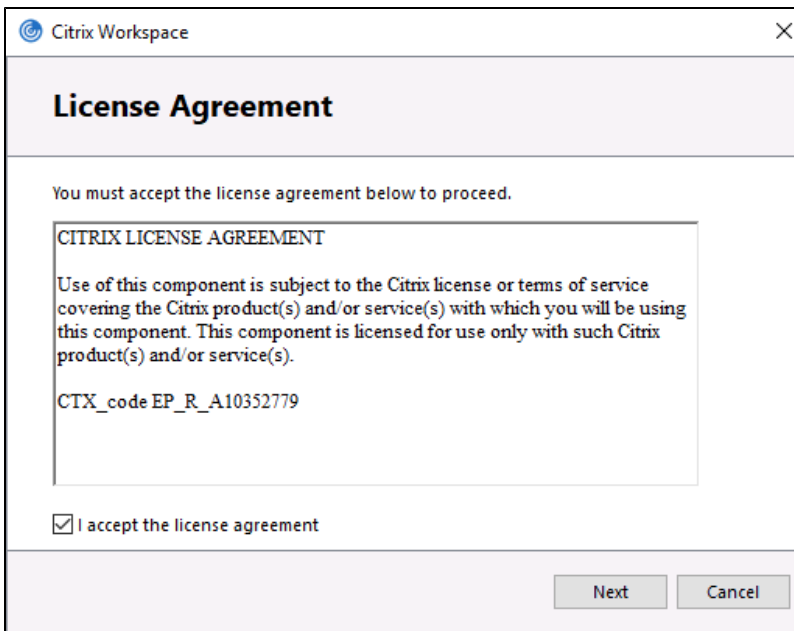 Citrix Workspace
License Agreement
You must accept the license agreement below to proceed.
CITRIX LICENSE AGREEMENT
Use of this component is subject to the Citrix license or terms of service
covering the Citrix product(s) and/or service(s) with which you will be using
this component. This component is licensed for use only with such Citrix
product(s) and/or service(s).
CTX_code EP_R_A10352779
I accept the license agreement
Next Cancel